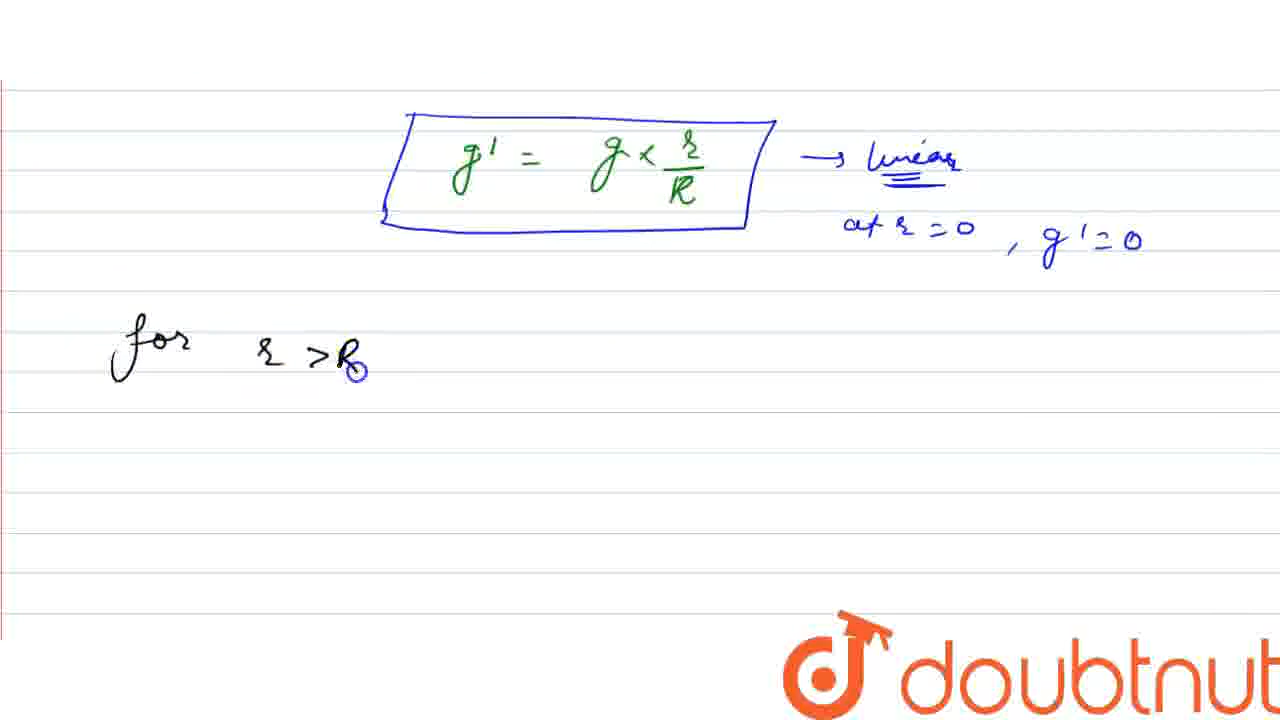 g' = g × r/R → linear
at r = 0, g' = 0
for r > R
doubtnut